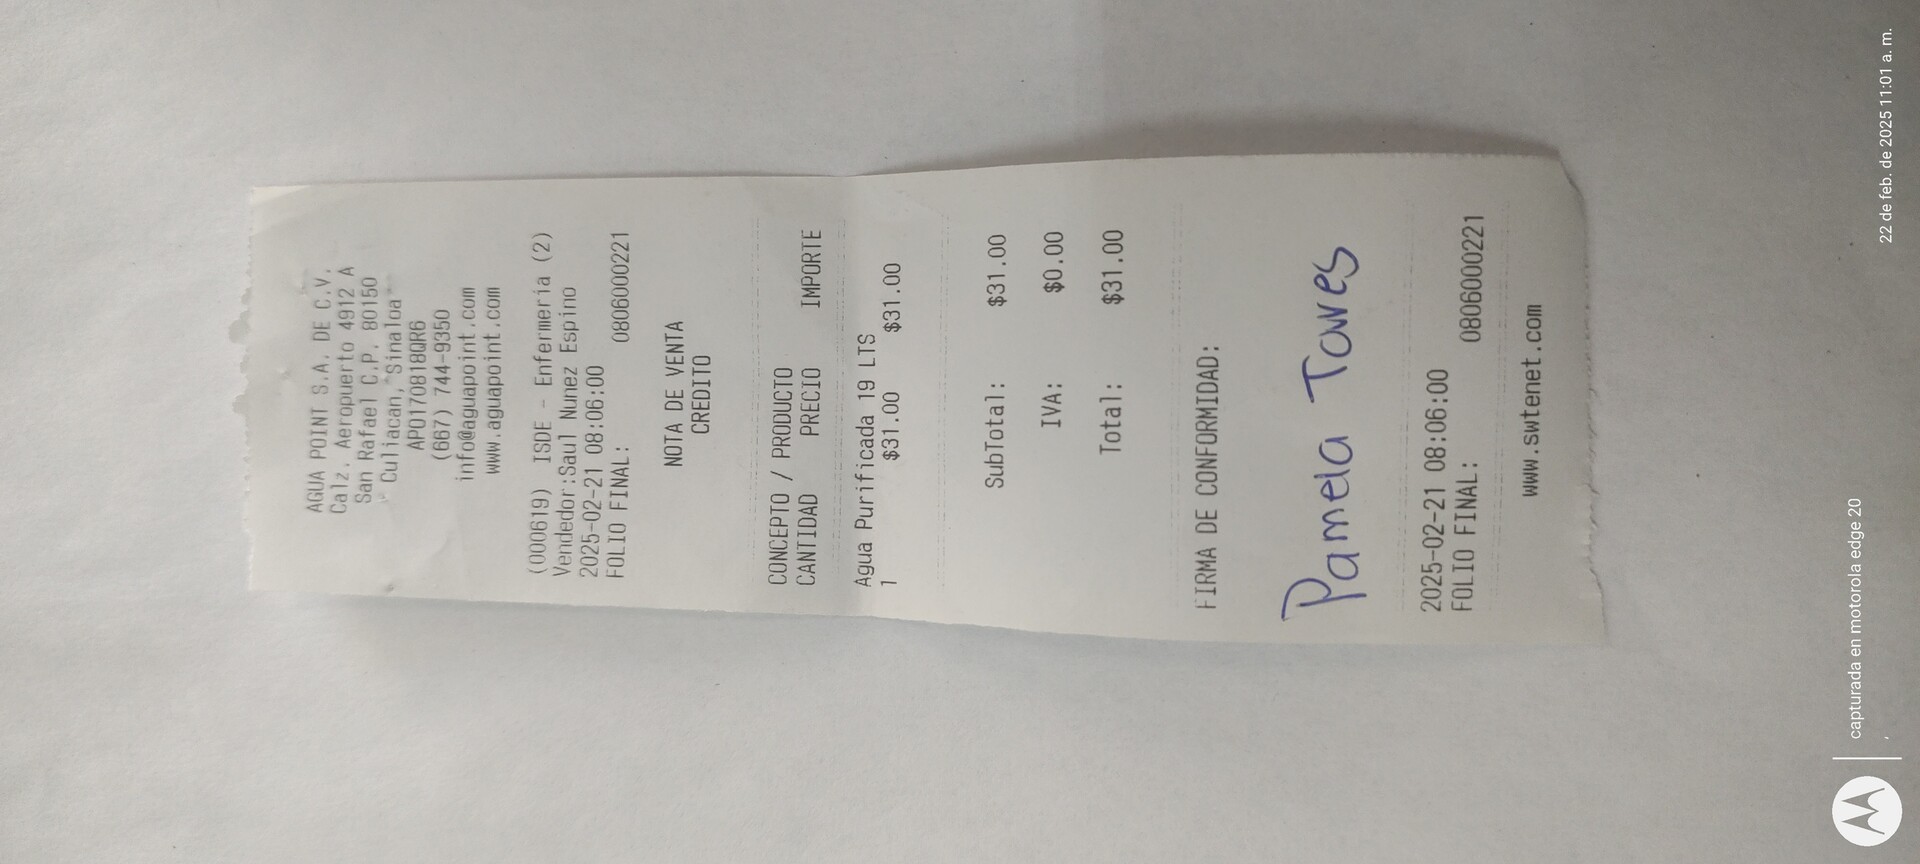 AGUA POINT S.A. DE C.V.
Calz. Aeropuerto 4912 A
San Rafael C.P. 80150
Culiacan, Sinaloa
APO170818QR6
(667) 744-9350
info@aguapoint.com
www.aguapoint.com
(000619) ISDE - Enfermeria (2)
Vendedor:Saul Nunez Espino
2025-02-21 08:06:00
FOLIO FINAL: 0806000221
NOTA DE VENTA
CREDITO
CONCEPTO / PRODUCTO
CANTIDAD PRECIO IMPORTE
Agua Purificada 19 LTS
1 $31.00 $31.00
SubTotal: $31.00
IVA: $0.00
Total: $31.00
FIRMA DE CONFORMIDAD:
Pamela Torres
2025-02-21 08:06:00
FOLIO FINAL: 0806000221
www.swtenet.com
capturada en motorola edge 20
22 de feb. de 2025 11:01 a. m.